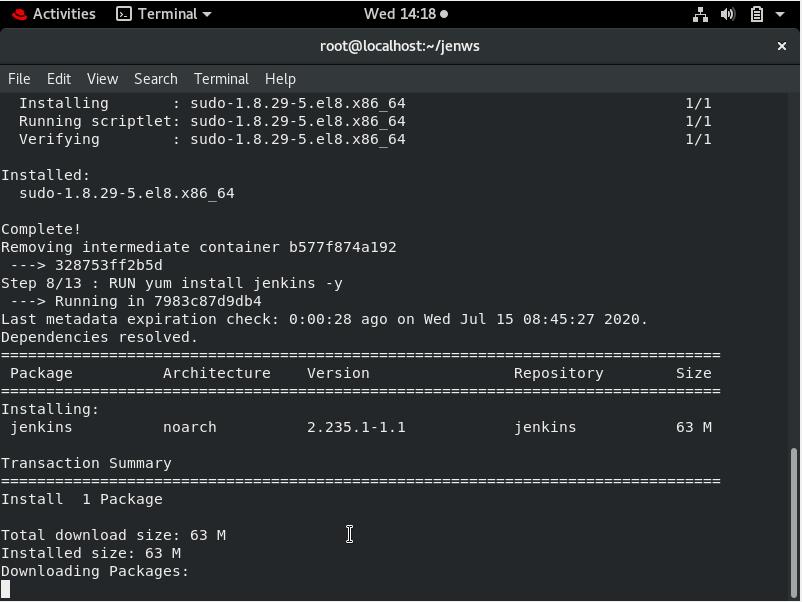 Activities Terminal Wed 14:18
root@localhost:~/jenws
File Edit View Search Terminal Help
  Installing       : sudo-1.8.29-5.el8.x86_64                               1/1
  Running scriptlet: sudo-1.8.29-5.el8.x86_64                               1/1
  Verifying        : sudo-1.8.29-5.el8.x86_64                               1/1
Installed:
  sudo-1.8.29-5.el8.x86_64
Complete!
Removing intermediate container b577f874a192
 ---> 328753ff2b5d
Step 8/13 : RUN yum install jenkins -y
 ---> Running in 7983c87d9db4
Last metadata expiration check: 0:00:28 ago on Wed Jul 15 08:45:27 2020.
Dependencies resolved.
================================================================================
 Package          Architecture    Version                Repository        Size
================================================================================
Installing:
 jenkins          noarch          2.235.1-1.1            jenkins           63 M
Transaction Summary
================================================================================
Install  1 Package
Total download size: 63 M
Installed size: 63 M
Downloading Packages: